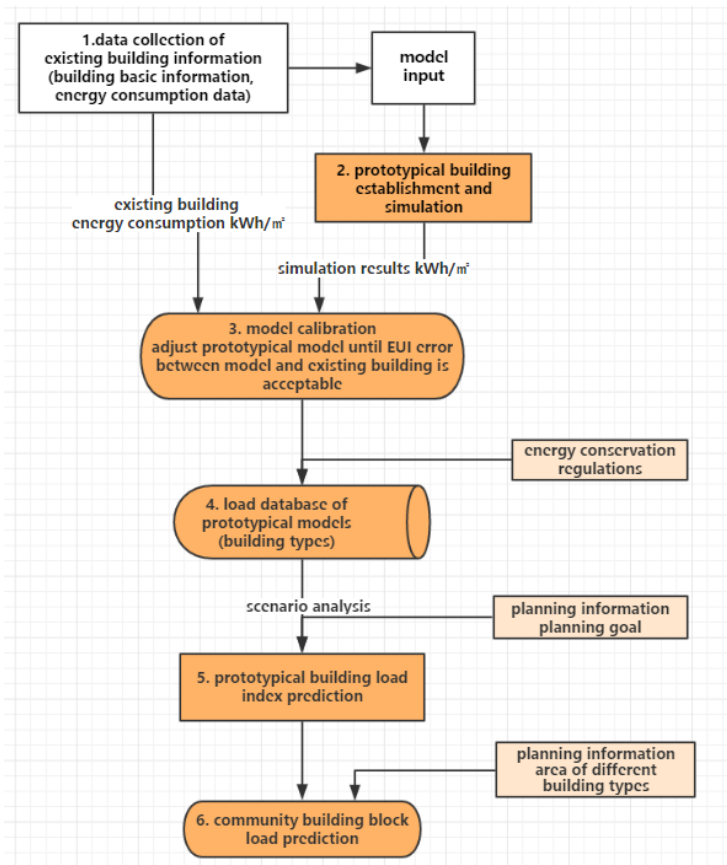 1.data collection of
existing building information
(building basic information,
energy consumption data)
model
input
2. prototypical building
establishment and
simulation
existing building
energy consumption kWh/㎡
simulation results kWh/㎡
3. model calibration
adjust prototypical model until EUI error
between model and existing building is
acceptable
energy conservation
regulations
4. load database of
prototypical models
(building types)
scenario analysis
planning information
planning goal
5. prototypical building load
index prediction
planning information
area of different
building types
6. community building block
load prediction